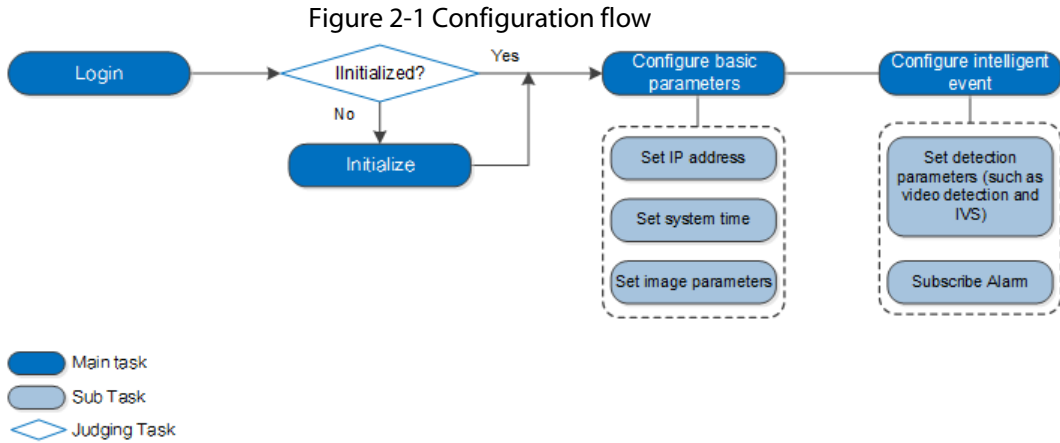 Figure 2-1 Configuration flow
Login
IInitialized?
Yes
No
Initialize
Configure basic
parameters
Set IP address
Set system time
Set image parameters
Configure intelligent
event
Set detection
parameters (such as
video detection and
IVS)
Subscribe Alarm
Main task
Sub Task
Judging Task